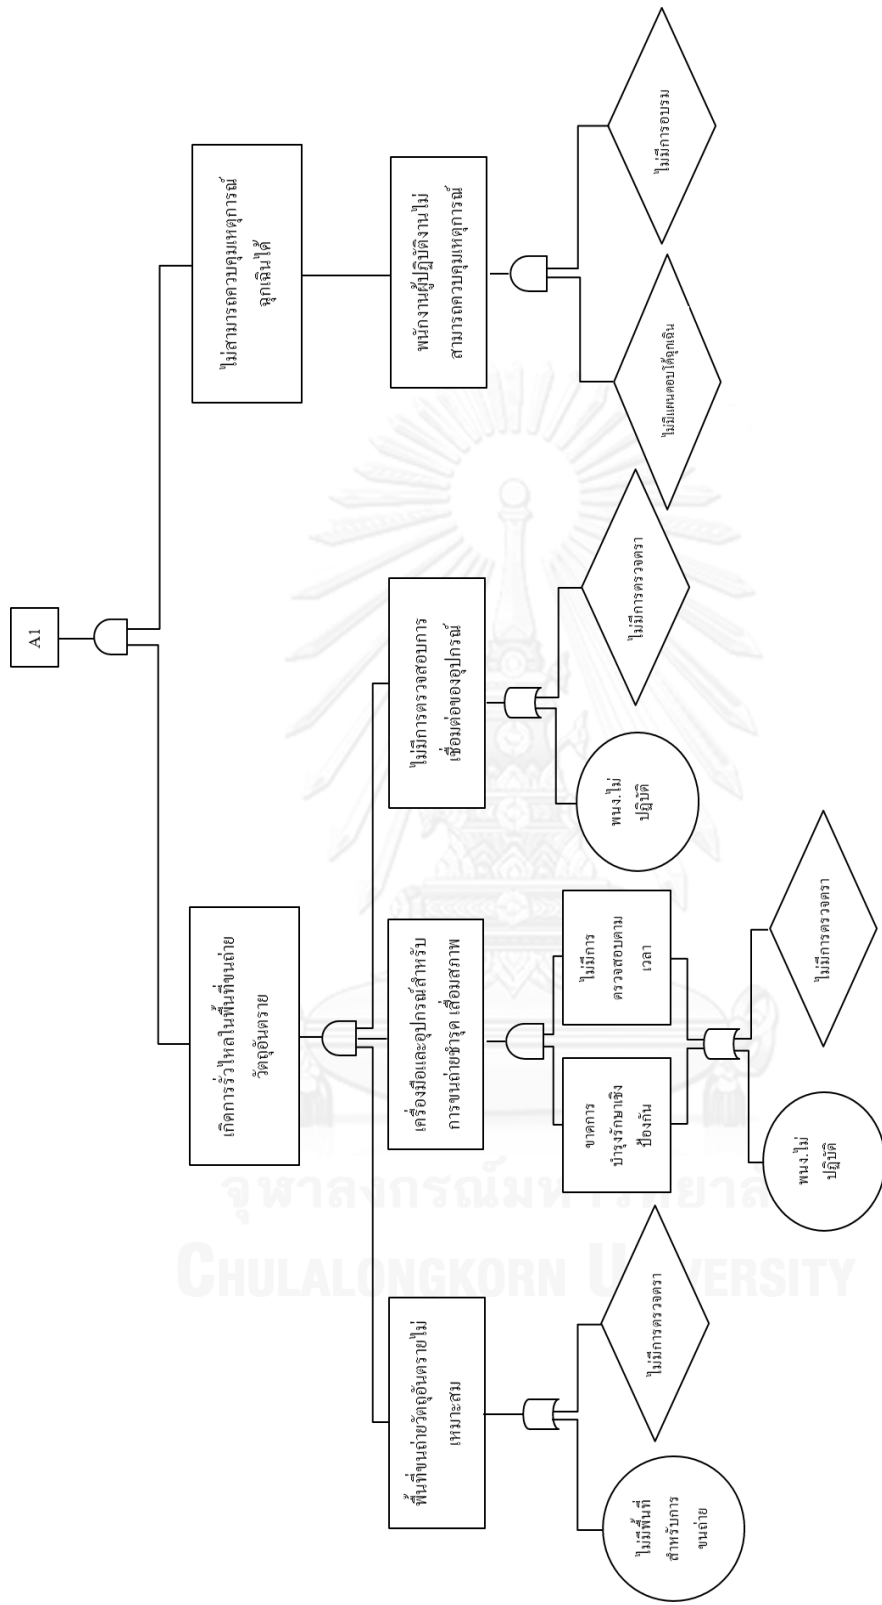 A1
เกิดการรั่วไหลในพื้นที่ขนถ่าย
วัตถุอันตราย
ไม่สามารถควบคุมเหตุการณ์
ฉุกเฉินได้
พื้นที่ขนถ่ายวัตถุอันตรายไม่
เหมาะสม
เครื่องมือและอุปกรณ์สำหรับ
การขนถ่ายชำรุด เสื่อมสภาพ
ไม่มีการตรวจสอบการ
เชื่อมต่อของอุปกรณ์
พนักงานผู้ปฏิบัติงานไม่
สามารถควบคุมเหตุการณ์
ไม่มีพื้นที่
สำหรับการ
ขนถ่าย
ไม่มีการตรวจตรา
ขาดการ
บำรุงรักษาเชิง
ป้องกัน
ไม่มีการ
ตรวจสอบตาม
เวลา
พนง.ไม่
ปฏิบัติ
ไม่มีการตรวจตรา
ไม่มีแผนตอบโต้ฉุกเฉิน
ไม่มีการอบรม
พนง.ไม่
ปฏิบัติ
ไม่มีการตรวจตรา
จุฬาลงกรณ์มหาวิทยาลัย
CHULALONGKORN UNIVERSITY